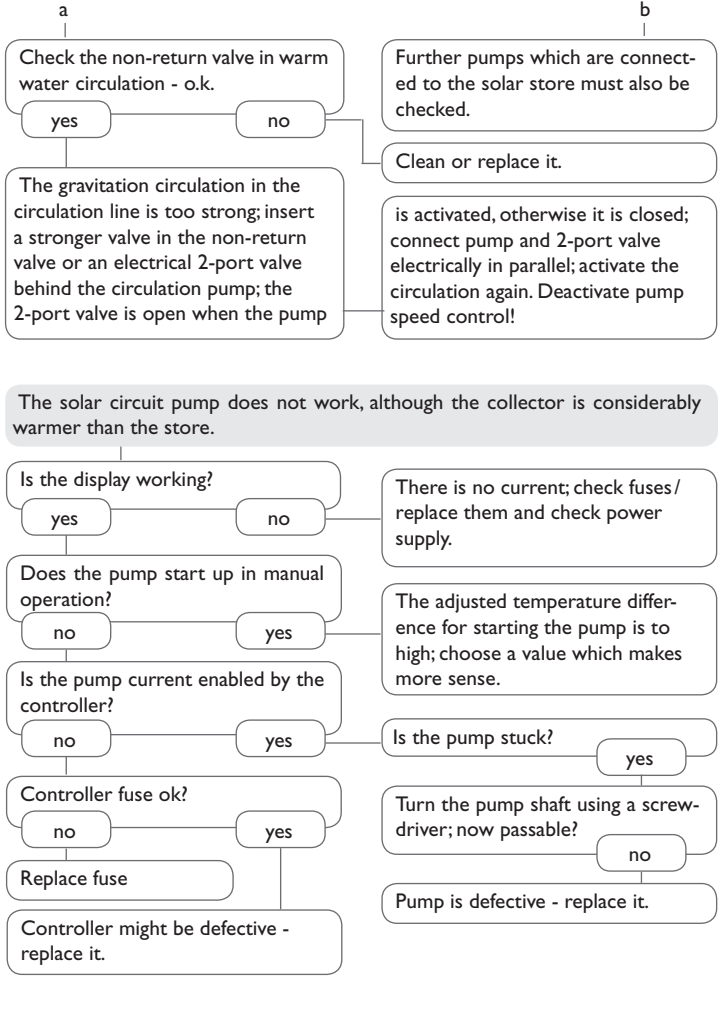 a
b
Check the non-return valve in warm
water circulation - o.k.
yes
no
Further pumps which are connect-
ed to the solar store must also be
checked.
Clean or replace it.
The gravitation circulation in the
circulation line is too strong; insert
a stronger valve in the non-return
valve or an electrical 2-port valve
behind the circulation pump; the
2-port valve is open when the pump
is activated, otherwise it is closed;
connect pump and 2-port valve
electrically in parallel; activate the
circulation again. Deactivate pump
speed control!
The solar circuit pump does not work, although the collector is considerably
warmer than the store.
Is the display working?
yes
no
There is no current; check fuses/
replace them and check power
supply.
Does the pump start up in manual
operation?
no
yes
The adjusted temperature differ-
ence for starting the pump is to
high; choose a value which makes
more sense.
Is the pump current enabled by the
controller?
no
yes
Is the pump stuck?
yes
Controller fuse ok?
no
yes
Turn the pump shaft using a screw-
driver; now passable?
no
Replace fuse
Pump is defective - replace it.
Controller might be defective -
replace it.